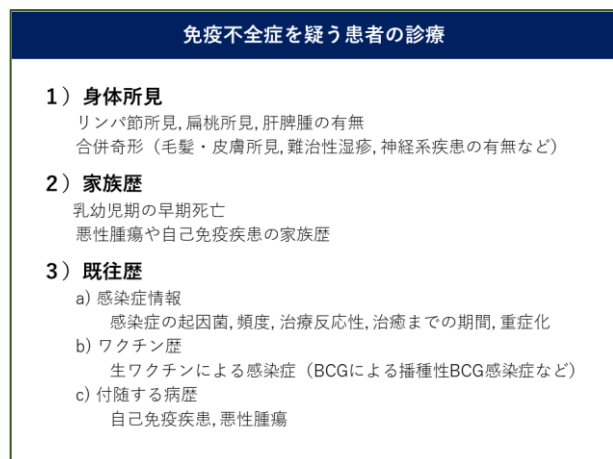 免疫不全症を疑う患者の診療
1）身体所見
リンパ節所見, 扁桃所見, 肝脾腫の有無
合併奇形（毛髪・皮膚所見, 難治性湿疹, 神経系疾患の有無など）
2）家族歴
乳幼児期の早期死亡
悪性腫瘍や自己免疫疾患の家族歴
3）既往歴
a) 感染症情報
感染症の起因菌, 頻度, 治療反応性, 治癒までの期間, 重症化
b) ワクチン歴
生ワクチンによる感染症（BCGによる播種性BCG感染症など）
c) 付随する病歴
自己免疫疾患, 悪性腫瘍